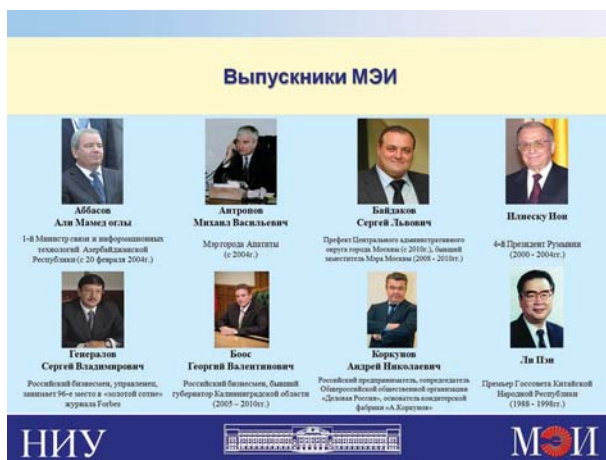 Выпускники МЭИ
Аббасов
Али Мамед оглы
1-й Министр связи и информационных
технологий Азербайджанской
Республики (с 20 февраля 2004г.)
Антропов
Михаил Васильевич
Мэр города Апатиты
(с 2004г.)
Байдаков
Сергей Львович
Префект Центрального административного
округа города Москвы (с 2010г.), бывший
заместитель Мэра Москвы (2008 - 2010гг.)
Илиеску Ион
4-й Президент Румынии
(2000 - 2004гг.)
Генералов
Сергей Владимирович
Российский бизнесмен, управленец,
занимает 96-е место в «золотой сотне»
журнала Forbes
Боос
Георгий Валентинович
Российский бизнесмен, бывший
губернатор Калининградской области
(2005 – 2010гг.)
Коркунов
Андрей Николаевич
Российский предприниматель, сопредседатель
Общероссийской общественной организации
«Деловая Россия», основатель кондитерской
фабрики «А.Коркунов»
Ли Пэн
Премьер Госсовета Китайской
Народной Республики
(1988 - 1998гг.)
НИУ
МЭИ